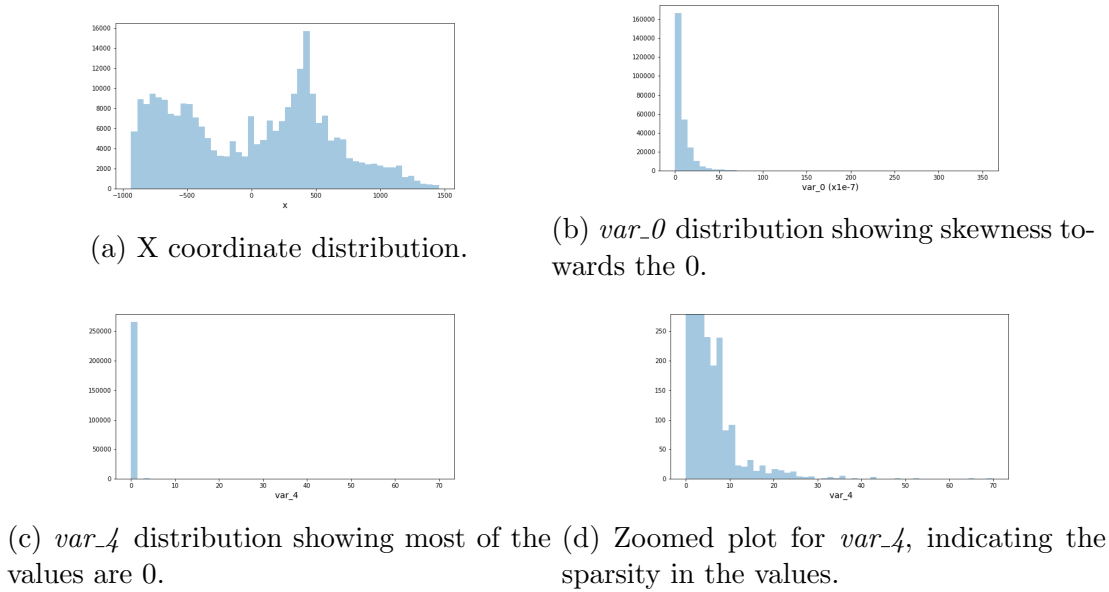 16000
14000
12000
10000
8000
6000
4000
2000
0
−1000 −500 0 500 1000 1500
x
(a) X coordinate distribution.
160000
140000
120000
100000
80000
60000
40000
20000
0
0 50 100 150 200 250 300 350
var_0 (x1e-7)
(b) var_0 distribution showing skewness to-
wards the 0.
250000
200000
150000
100000
50000
0
0 10 20 30 40 50 60 70
var_4
(c) var_4 distribution showing most of the
values are 0.
250
200
150
100
50
0
0 10 20 30 40 50 60 70
var_4
(d) Zoomed plot for var_4, indicating the
sparsity in the values.